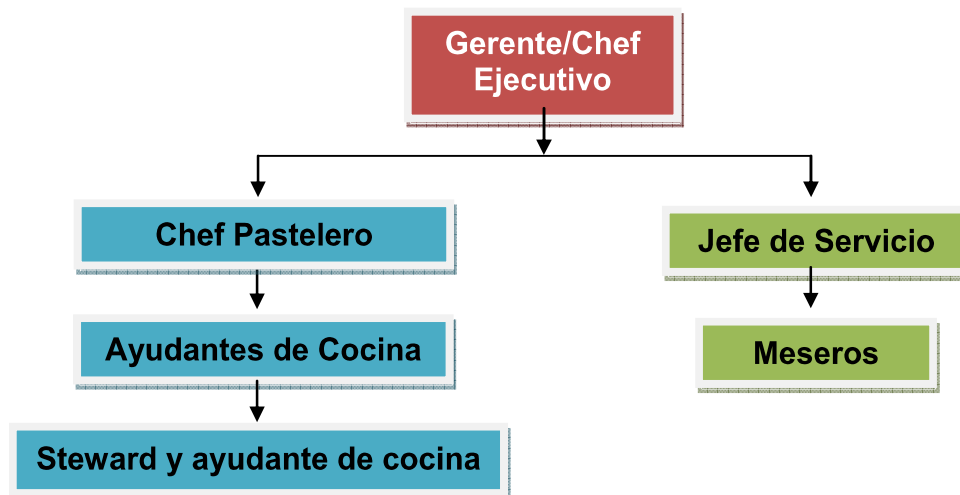 Gerente/Chef
Ejecutivo
Chef Pastelero
Jefe de Servicio
Ayudantes de Cocina
Meseros
Steward y ayudante de cocina